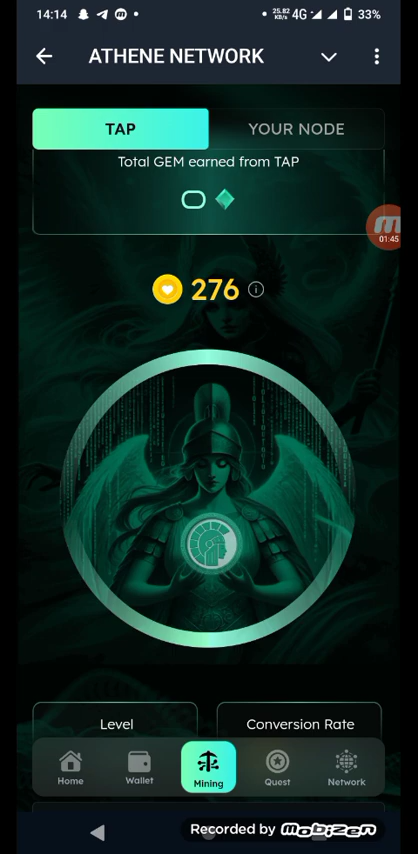 14:14
25.82 KB/s 4G 33%
ATHENE NETWORK
TAP
YOUR NODE
Total GEM earned from TAP
0
01:45
276
Level
Conversion Rate
Home
Wallet
Mining
Quest
Network
Recorded by mobizen